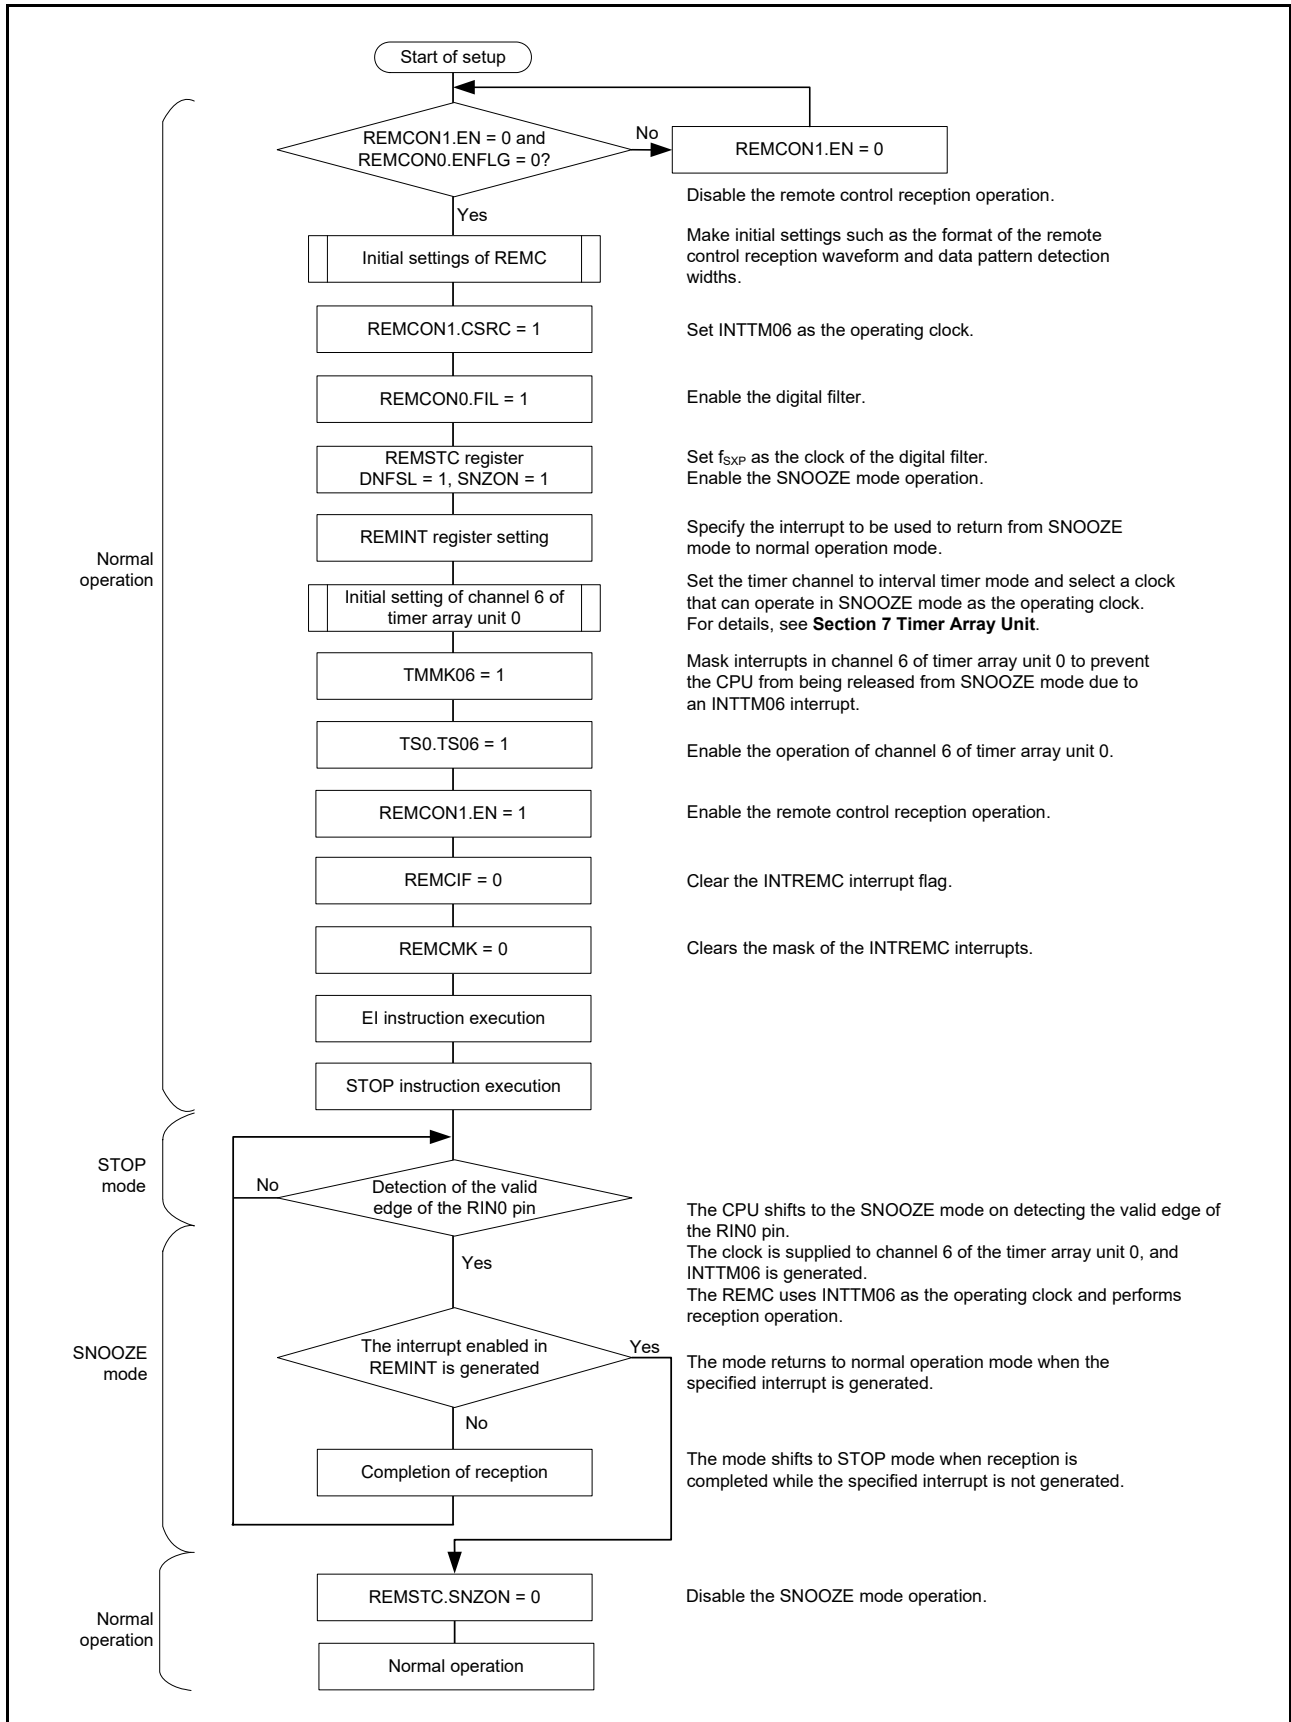 Start of setup
REMCON1.EN = 0 and
REMCON0.ENFLG = 0?
No
REMCON1.EN = 0
Disable the remote control reception operation.
Yes
Initial settings of REMC
Make initial settings such as the format of the remote
control reception waveform and data pattern detection
widths.
REMCON1.CSRC = 1
Set INTTM06 as the operating clock.
REMCON0.FIL = 1
Enable the digital filter.
REMSTC register
DNFSL = 1, SNZON = 1
Set fSXP as the clock of the digital filter.
Enable the SNOOZE mode operation.
REMINT register setting
Specify the interrupt to be used to return from SNOOZE
mode to normal operation mode.
Normal
operation
Initial setting of channel 6 of
timer array unit 0
Set the timer channel to interval timer mode and select a clock
that can operate in SNOOZE mode as the operating clock.
For details, see Section 7 Timer Array Unit.
TMMK06 = 1
Mask interrupts in channel 6 of timer array unit 0 to prevent
the CPU from being released from SNOOZE mode due to
an INTTM06 interrupt.
TS0.TS06 = 1
Enable the operation of channel 6 of timer array unit 0.
REMCON1.EN = 1
Enable the remote control reception operation.
REMCIF = 0
Clear the INTREMC interrupt flag.
REMCMK = 0
Clears the mask of the INTREMC interrupts.
EI instruction execution
STOP instruction execution
STOP
mode
No
Detection of the valid
edge of the RIN0 pin
Yes
The CPU shifts to the SNOOZE mode on detecting the valid edge of
the RIN0 pin.
The clock is supplied to channel 6 of the timer array unit 0, and
INTTM06 is generated.
The REMC uses INTTM06 as the operating clock and performs
reception operation.
SNOOZE
mode
The interrupt enabled in
REMINT is generated
Yes
The mode returns to normal operation mode when the
specified interrupt is generated.
No
Completion of reception
The mode shifts to STOP mode when reception is
completed while the specified interrupt is not generated.
Normal
operation
REMSTC.SNZON = 0
Disable the SNOOZE mode operation.
Normal operation